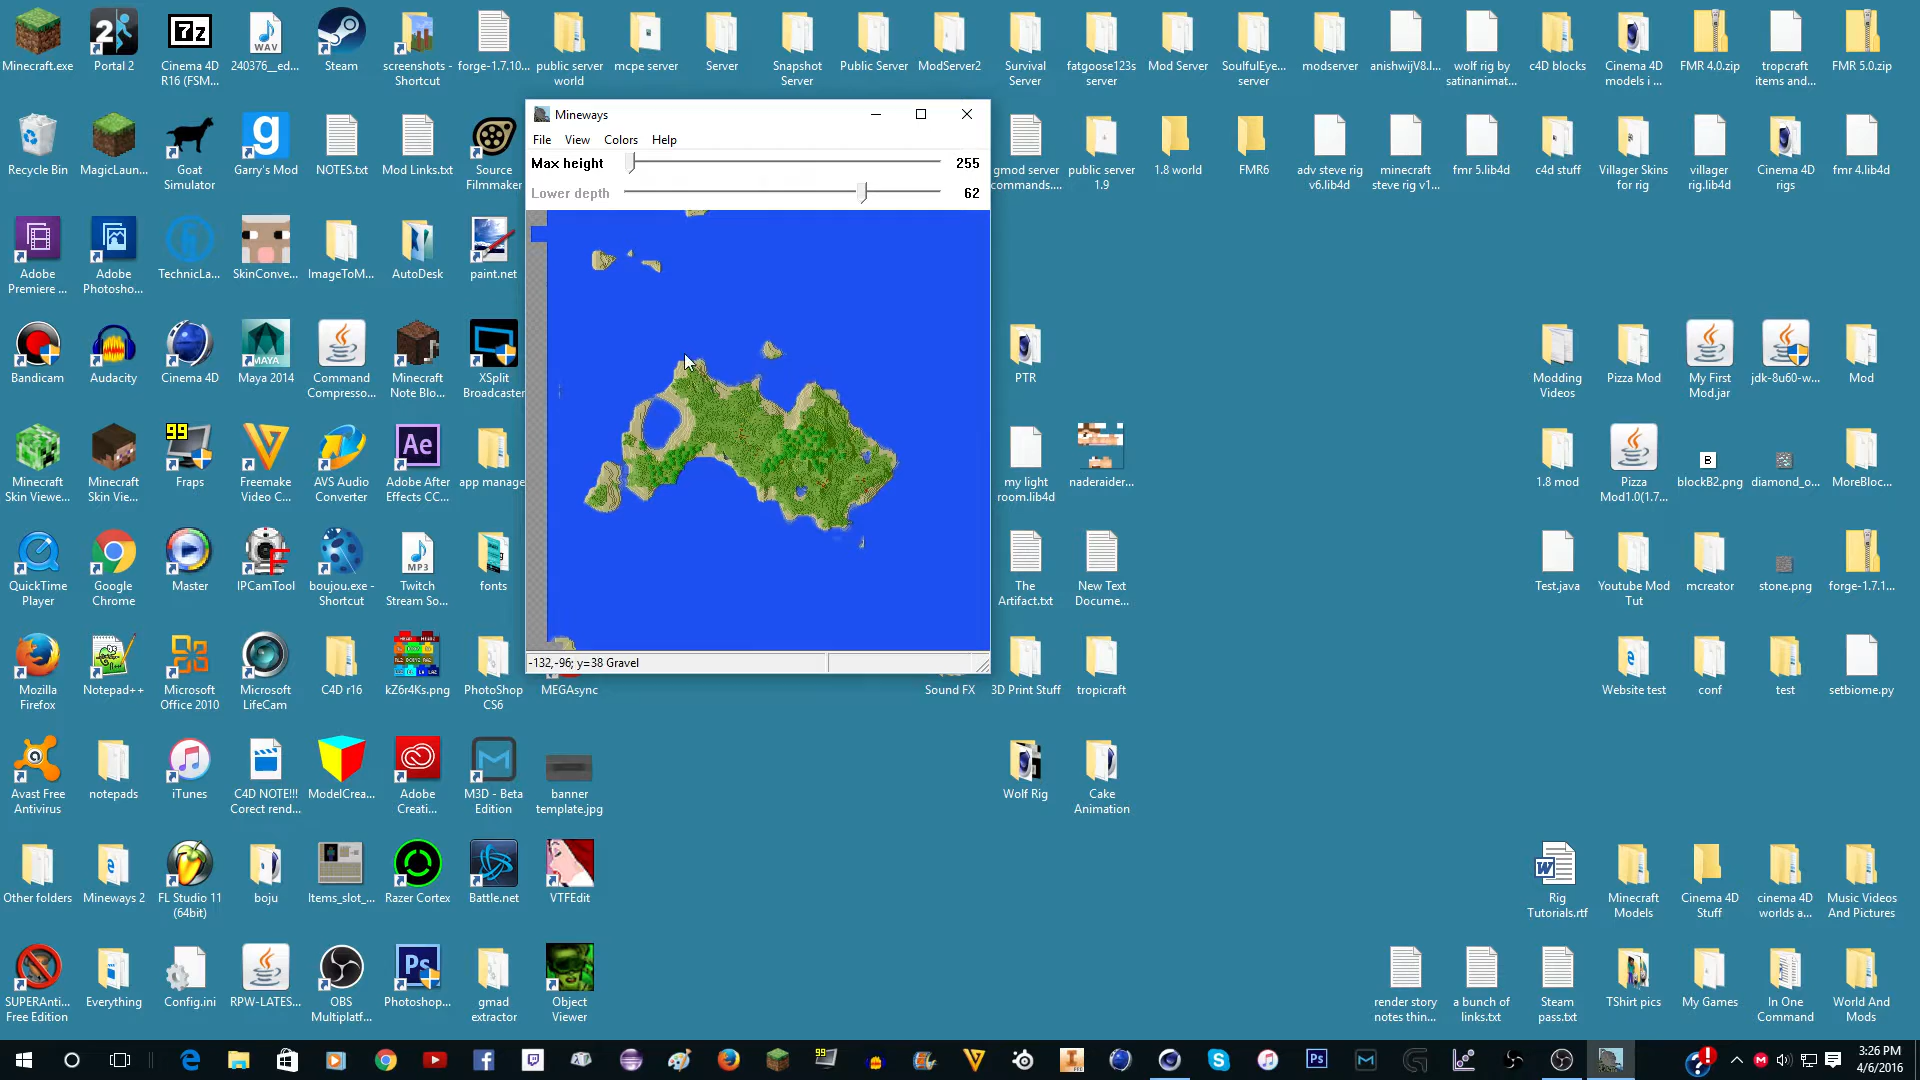 Minecraft.exe
Portal 2
Cinema 4D
R16 (FSM...
240376__ed...
WAV
Steam
screenshots -
Shortcut
forge-1.7.10...
public server
world
mcpe server
Server
Snapshot
Server
Public Server
ModServer2
Survival
Server
fatgoose123s
server
Mod Server
SoulfulEye...
server
modserver
anishwijV8.l...
wolf rig by
satinanimat...
c4D blocks
Cinema 4D
models i ...
FMR 4.0.zip
tropcraft
items and...
FMR 5.0.zip
Mineways
File View Colors Help
Max height 255
Lower depth 62
-132,-96; y=38 Gravel
Recycle Bin
MagicLaun...
Goat
Simulator
Garry's Mod
NOTES.txt
Mod Links.txt
Source
Filmmaker
gmod server
commands....
public server
1.9
1.8 world
FMR6
adv steve rig
v6.lib4d
minecraft
steve rig v1...
fmr 5.lib4d
c4d stuff
Villager Skins
for rig
villager
rig.lib4d
Cinema 4D
rigs
fmr 4.lib4d
Adobe
Premiere ...
Adobe
Photosho...
TechnicLa...
SkinConve...
ImageToM...
AutoDesk
paint.net
Bandicam
Audacity
Cinema 4D
Maya 2014
MAYA
Command
Compresso...
Minecraft
Note Blo...
XSplit
Broadcaster
PTR
Modding
Videos
Pizza Mod
My First
Mod.jar
jdk-8u60-w...
Mod
Minecraft
Skin Viewe...
Minecraft
Skin Vie...
99
Fraps
Freemake
Video C...
AVS Audio
Converter
Ae
Adobe After
Effects CC...
app manage
my light
room.lib4d
naderaider...
1.8 mod
Pizza
Mod1.0(1.7...
B
blockB2.png
diamond_o...
MoreBloc...
QuickTime
Player
Google
Chrome
Master
IPCamTool
boujou.exe -
Shortcut
MP3
Twitch
Stream So...
fonts
The
Artifact.txt
New Text
Docume...
Test.java
Youtube Mod
Tut
mcreator
stone.png
forge-1.7.1...
Mozilla
Firefox
Notepad++
Microsoft
Office 2010
Microsoft
LifeCam
C4D r16
kZ6r4Ks.png
PhotoShop
CS6
MEGAsync
Sound FX
3D Print Stuff
tropicraft
Website test
conf
test
setbiome.py
Avast Free
Antivirus
notepads
iTunes
C4D NOTE!!!
Corect rend...
ModelCrea...
Adobe
Creati...
M3D - Beta
Edition
banner
template.jpg
Wolf Rig
Cake
Animation
Other folders
Mineways 2
FL Studio 11
(64bit)
boju
Items_slot_...
Razer Cortex
Battle.net
VTFEdit
Rig
Tutorials.rtf
Minecraft
Models
Cinema 4D
Stuff
cinema 4D
worlds a...
Music Videos
And Pictures
SUPERAnti...
Free Edition
Everything
Config.ini
RPW-LATES...
OBS
Multiplatf...
Ps
Photoshop...
gmad
extractor
Object
Viewer
render story
notes thin...
a bunch of
links.txt
Steam
pass.txt
TShirt pics
My Games
In One
Command
World And
Mods
3:26 PM
4/6/2016